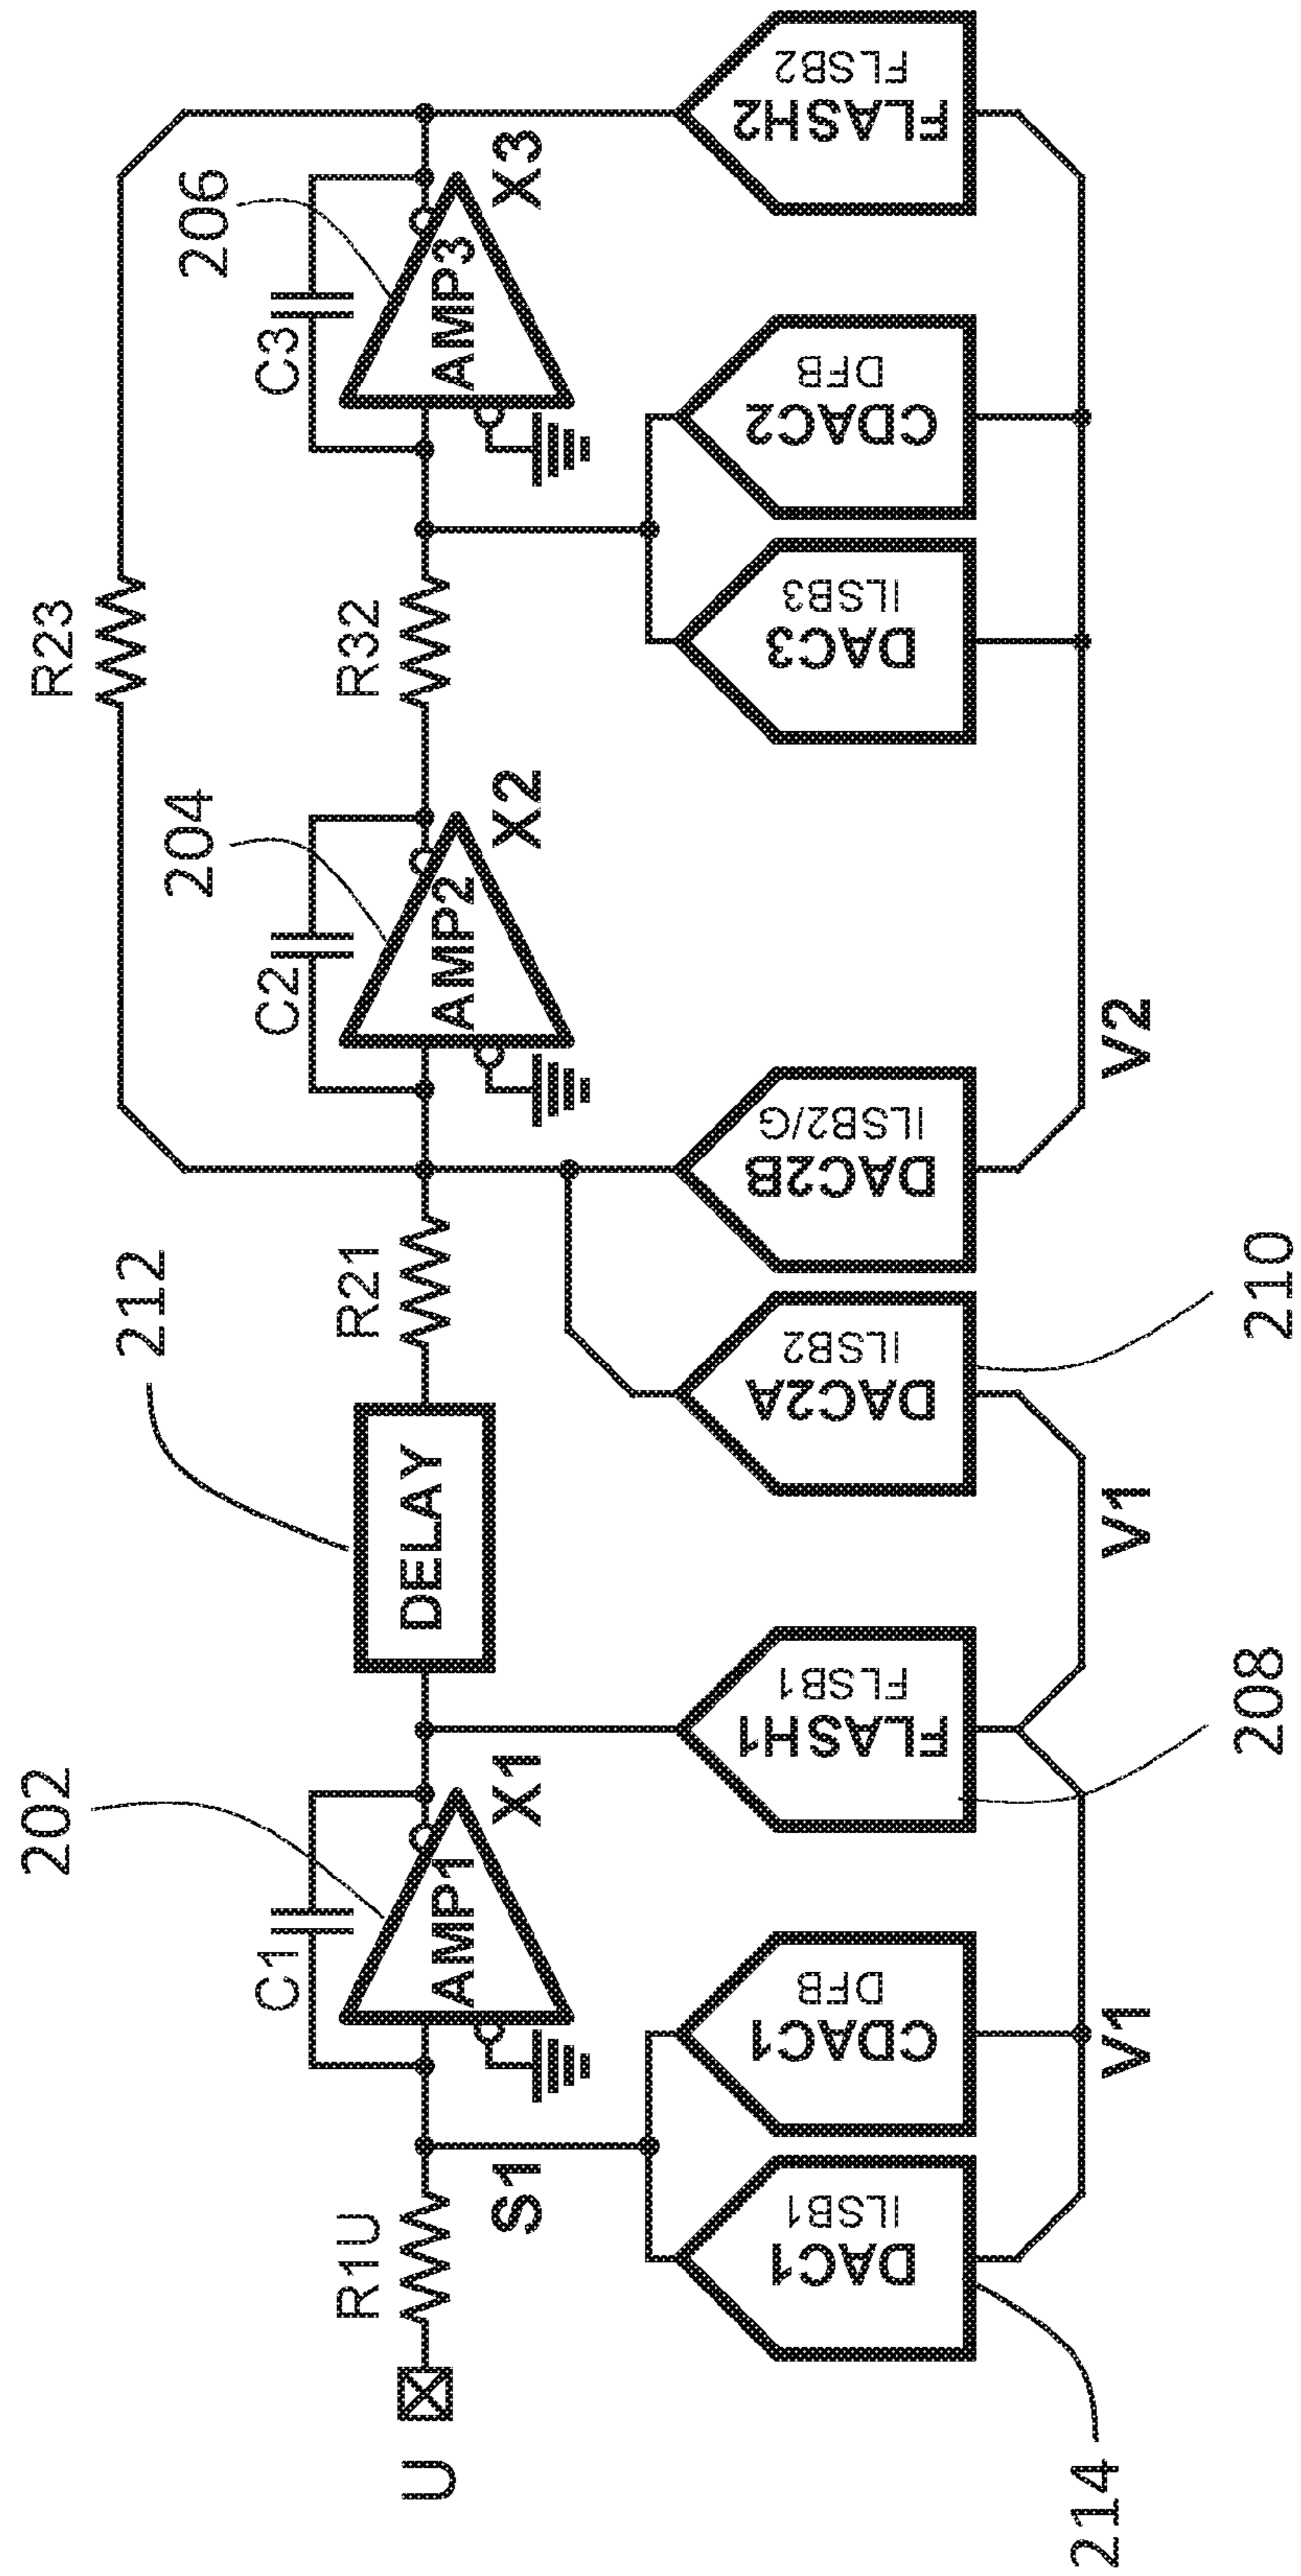 U
R1U
S1
C1
AMP1
X1
202
DAC1
ILSB1
214
CDAC1
DFB
V1
FLASH1
FLSB1
208
DELAY
212
V1
R21
DAC2A
ILSB2
210
DAC2B
ILSB2/G
C2
AMP2
X2
204
V2
R23
R32
DAC3
ILSB3
CDAC2
DFB
C3
AMP3
X3
206
FLASH2
FLSB2